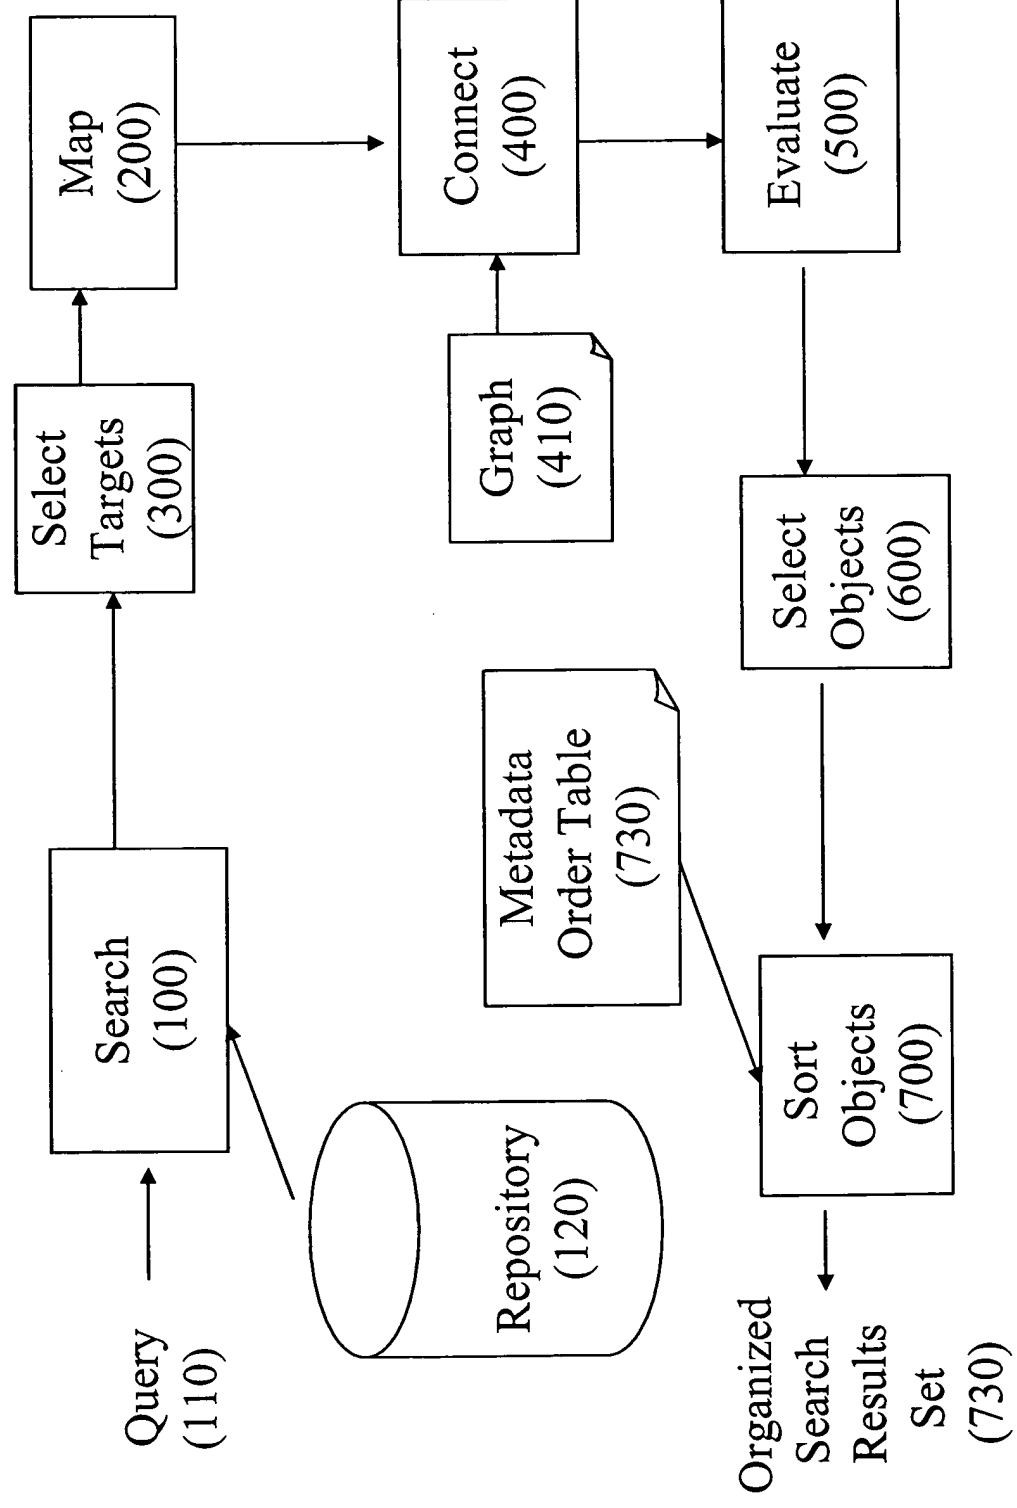 Query
(110)
Search
(100)
Select
Targets
(300)
Map
(200)
Repository
(120)
Metadata
Order Table
(730)
Graph
(410)
Connect
(400)
Organized
Search
Results
Set
(730)
Sort
Objects
(700)
Select
Objects
(600)
Evaluate
(500)